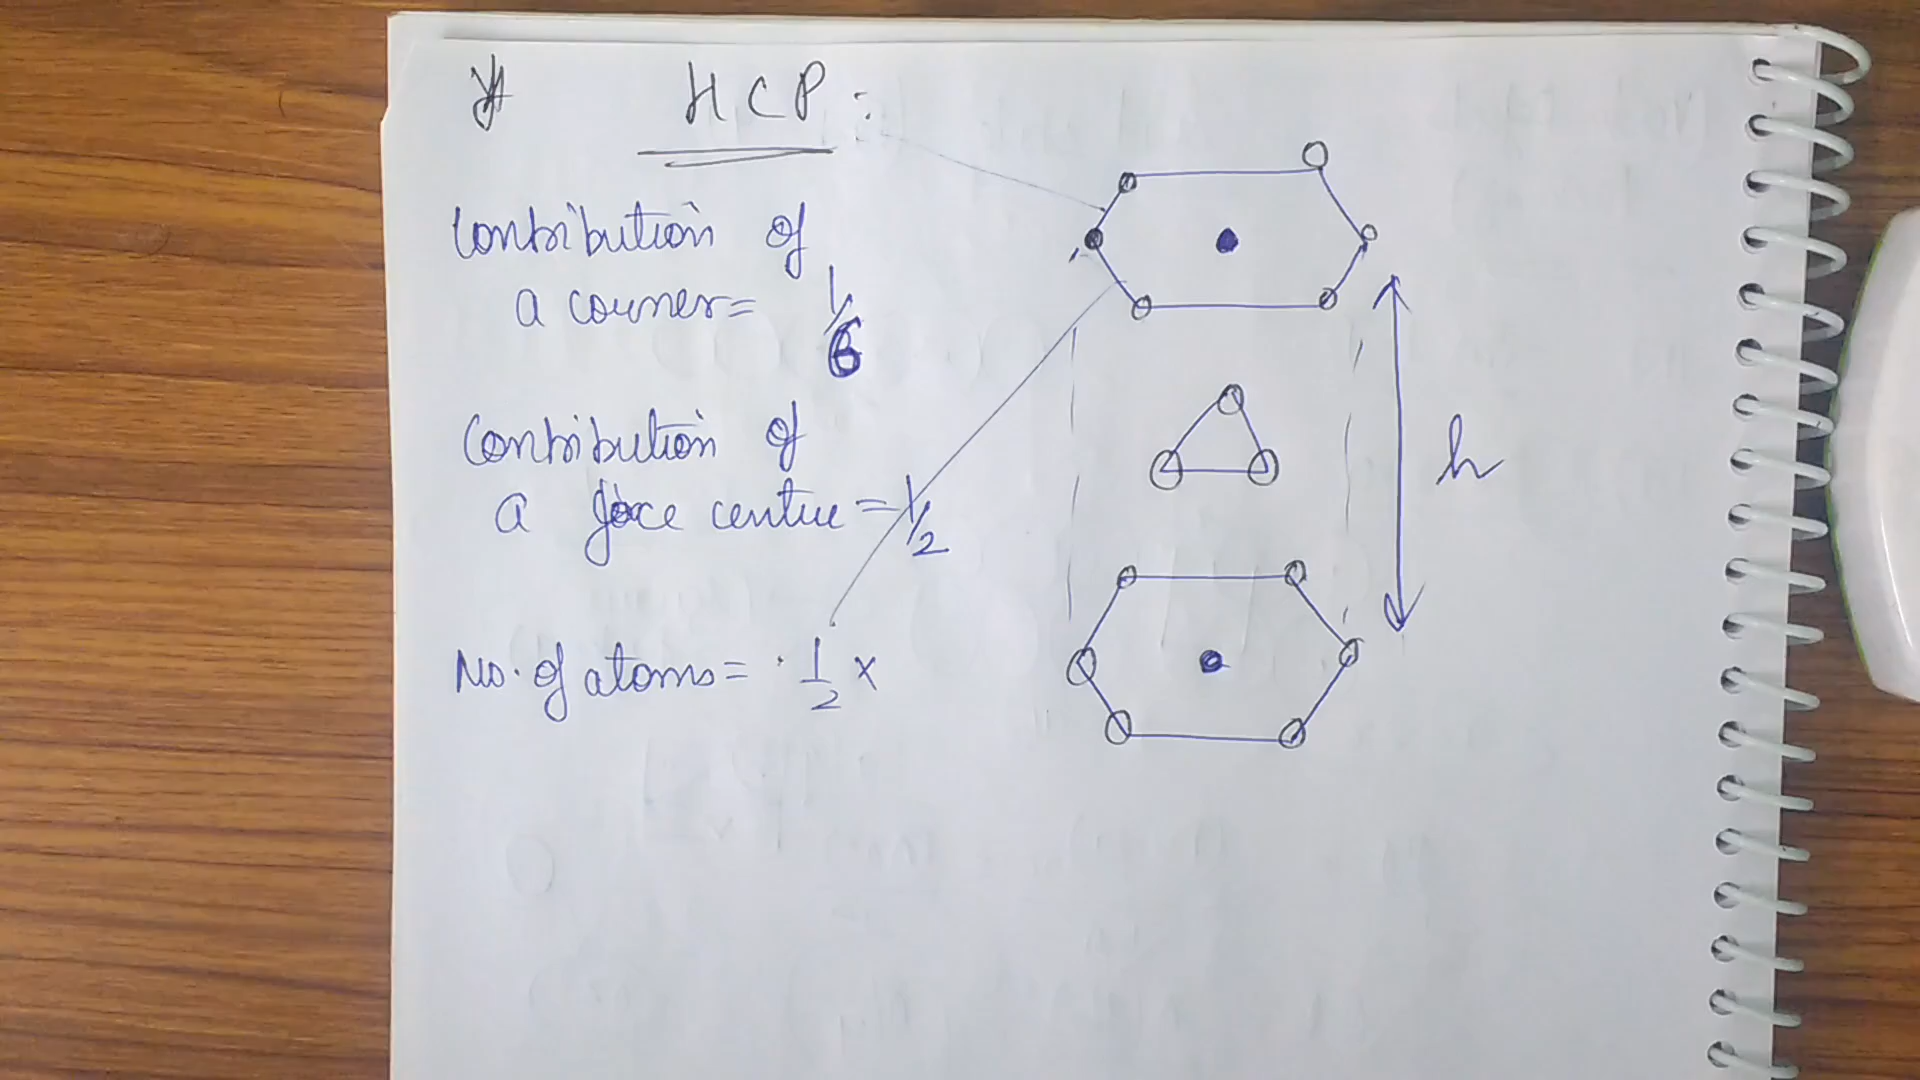 HCP:
Contribution of
a corner = 1/6
Contribution of
a face centre = 1/2
No. of atoms = 1/2 x
h